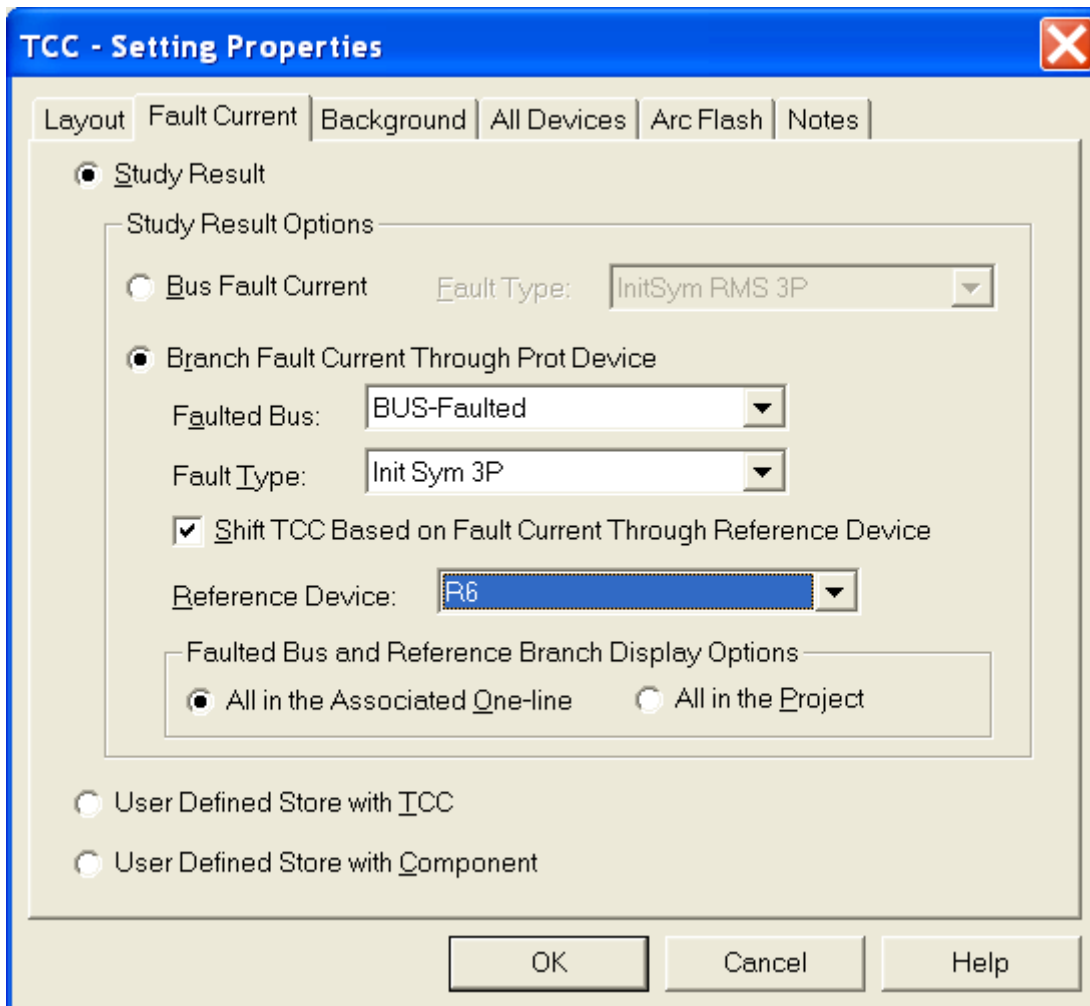 TCC - Setting Properties
Layout Fault Current Background All Devices Arc Flash Notes
Study Result
Study Result Options
Bus Fault Current Fault Type: InitSym RMS 3P
Branch Fault Current Through Prot Device
Faulted Bus: BUS-Faulted
Fault Type: Init Sym 3P
Shift TCC Based on Fault Current Through Reference Device
Reference Device: R6
Faulted Bus and Reference Branch Display Options
All in the Associated One-line All in the Project
User Defined Store with TCC
User Defined Store with Component
OK Cancel Help